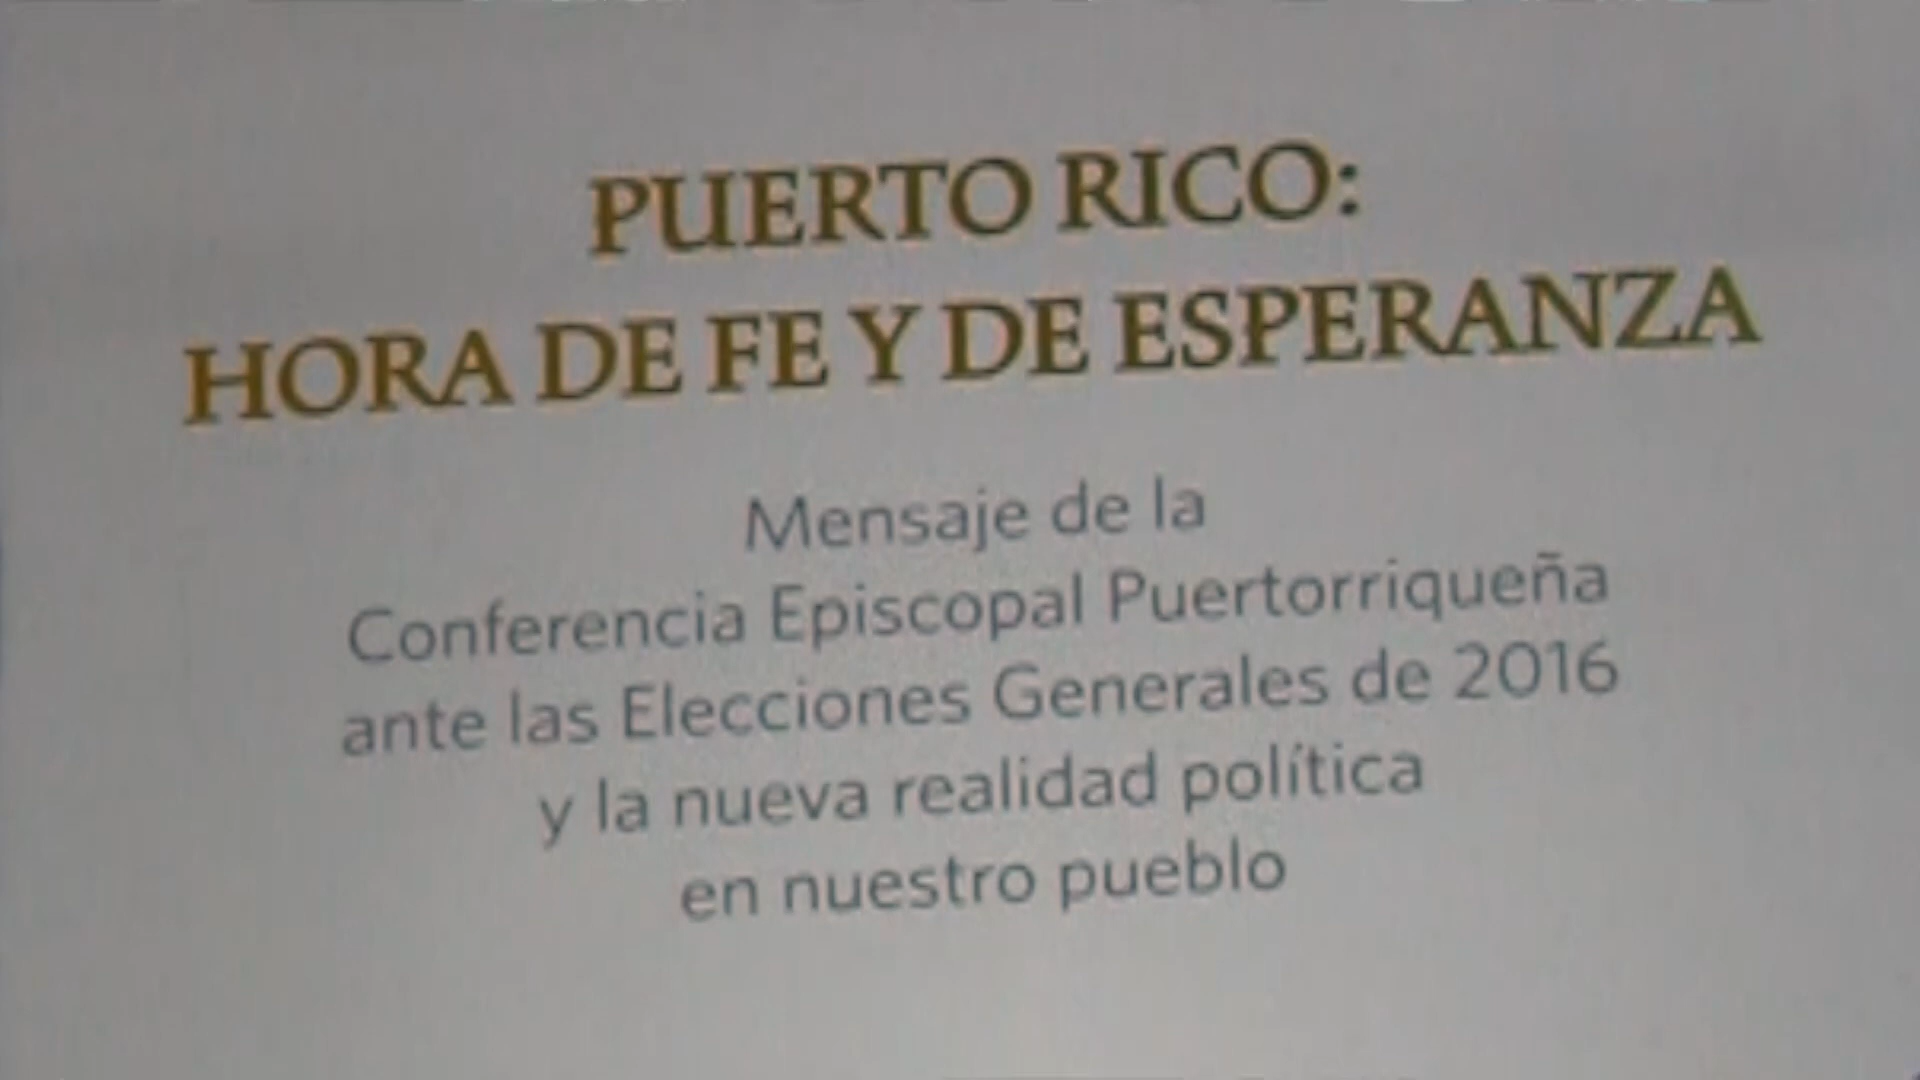 PUERTO RICO:
HORA DE FE Y DE ESPERANZA
Mensaje de la
Conferencia Episcopal Puertorriqueña
ante las Elecciones Generales de 2016
y la nueva realidad política
en nuestro pueblo